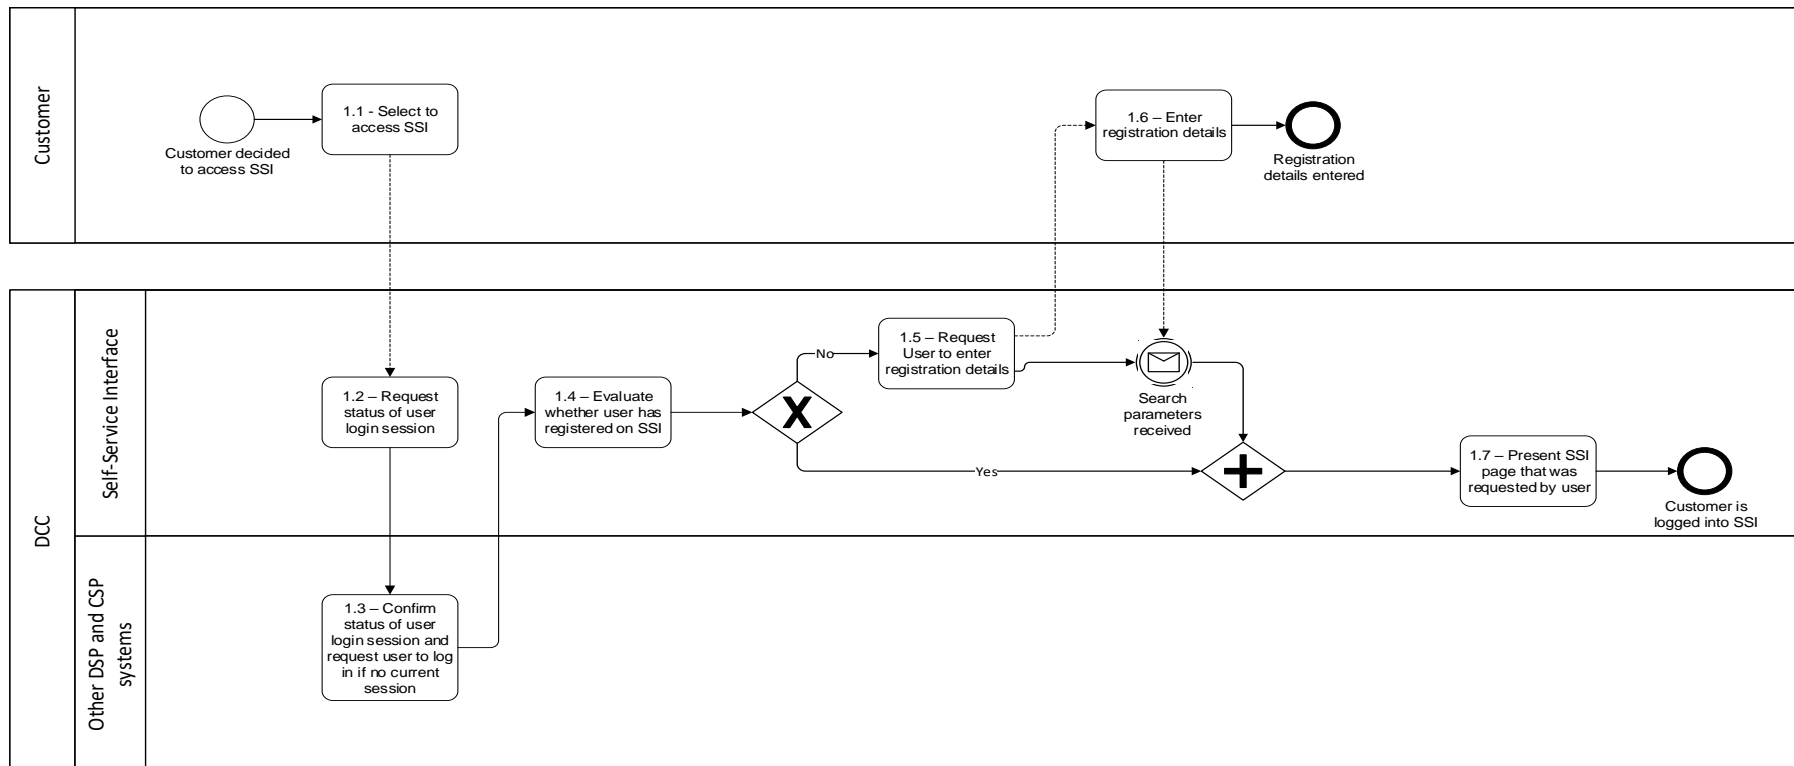 Customer
Customer decided
to access SSI
1.1 - Select to
access SSI
1.6 – Enter
registration details
Registration
details entered
DCC
Self-Service Interface
1.2 – Request
status of user
login session
1.4 – Evaluate
whether user has
registered on SSI
X
No
Yes
1.5 – Request
User to enter
registration details
Search
parameters
received
1.7 – Present SSI
page that was
requested by user
Customer is
logged into SSI
Other DSP and CSP
systems
1.3 – Confirm
status of user
login session and
request user to log
in if no current
session